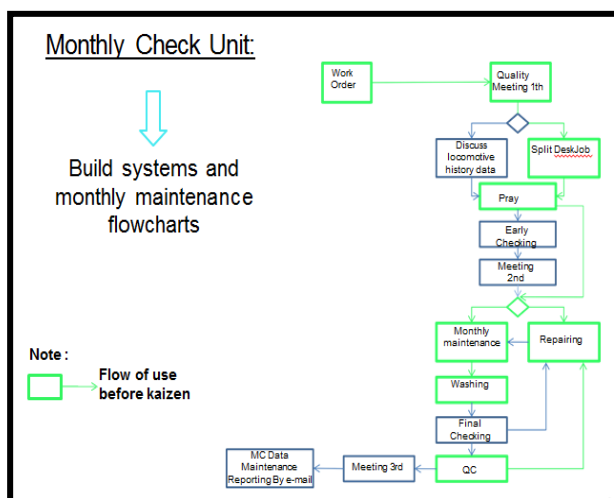 Monthly Check Unit:
Build systems and
monthly maintenance
flowcharts
Note :
Flow of use
before kaizen
Work
Order
Quality
Meeting 1th
Discuss
locomotive
history data
Split DeskJob
Pray
Early
Checking
Meeting
2nd
Monthly
maintenance
Repairing
Washing
Final
Checking
QC
Meeting 3rd
MC Data
Maintenance
Reporting By e-mail